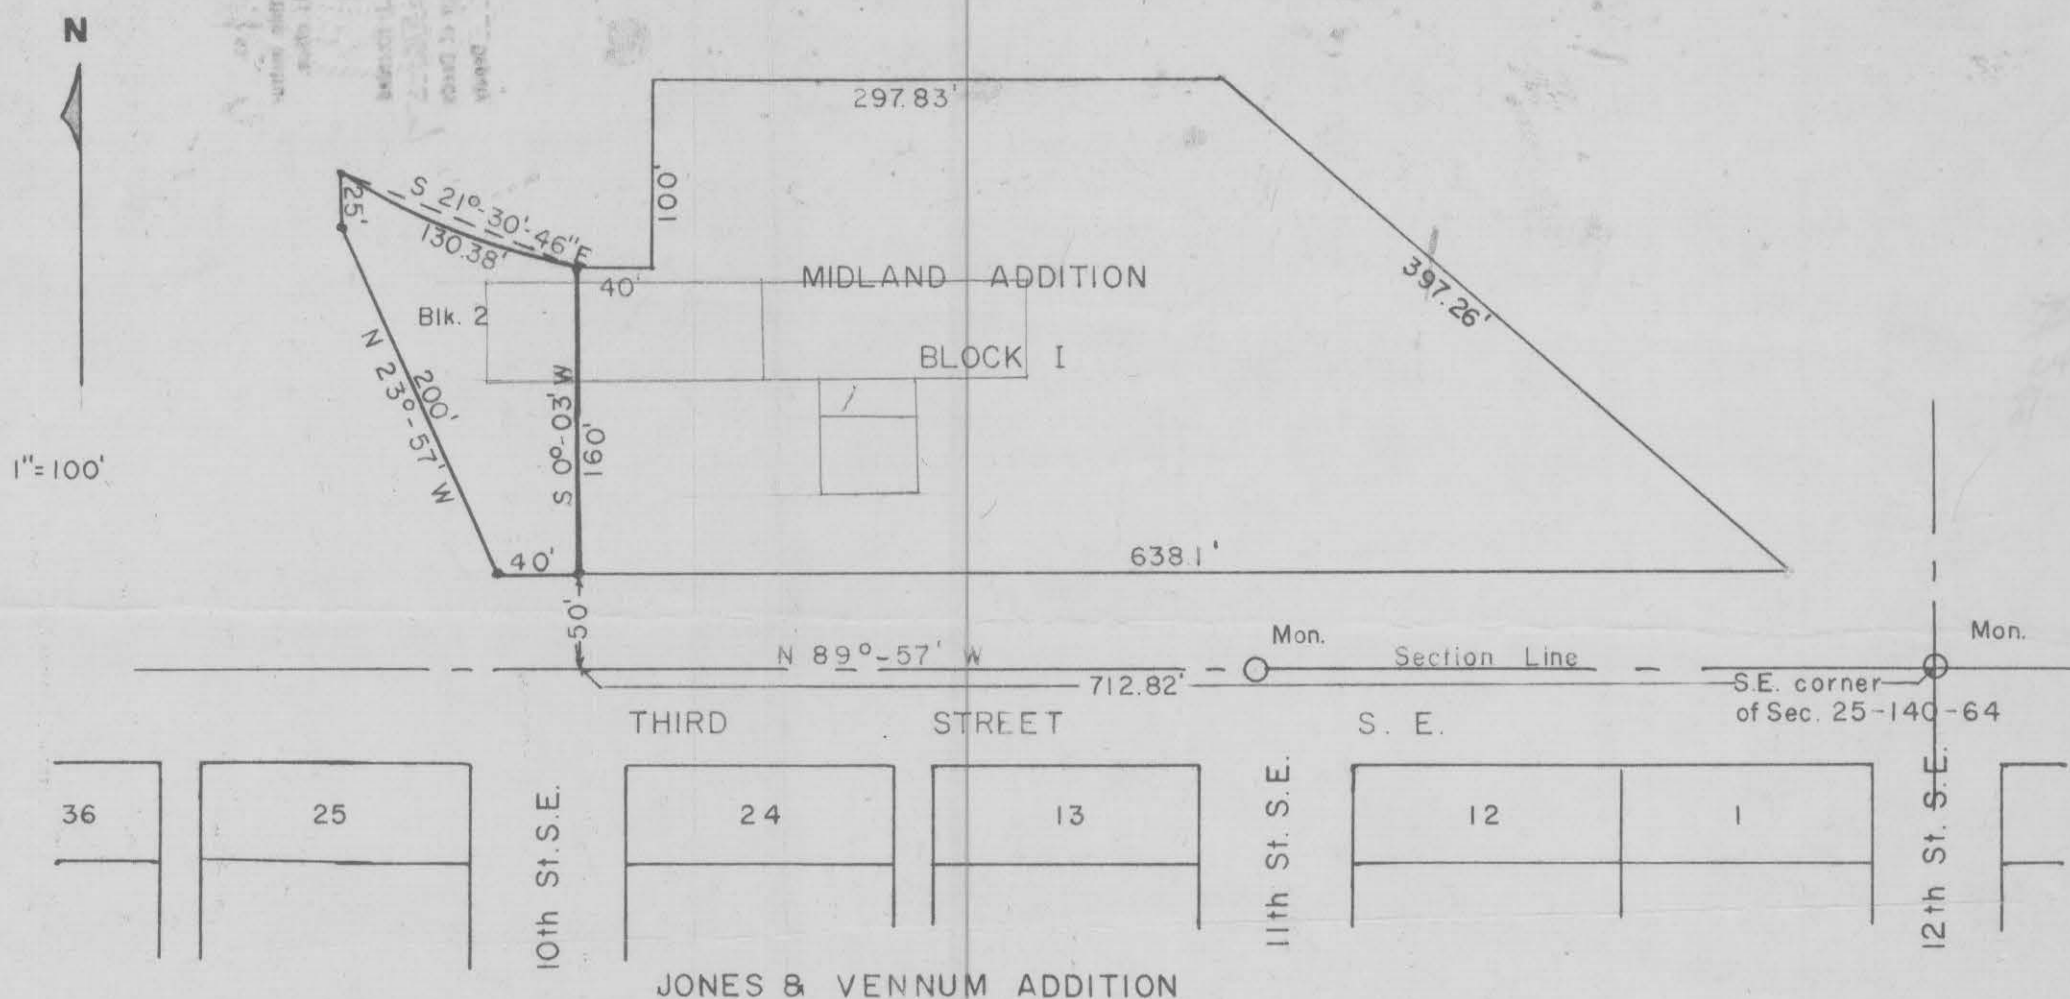 N
297.83'
100'
25'
S 21°-30'-46"E
130.38'
40'
MIDLAND ADDITION
Blk. 2
BLOCK I
397.26'
N 23°-57' W
200'
S 0°-03' W
160'
1"=100'
40'
638.1'
50'
N 89°-57' W
Mon.
Section Line
Mon.
712.82'
S.E. corner
of Sec. 25-140-64
THIRD STREET S. E.
36
25
10th St. S.E.
24
13
11th St. S.E.
12
1
12th St. S.E.
JONES & VENNUM ADDITION